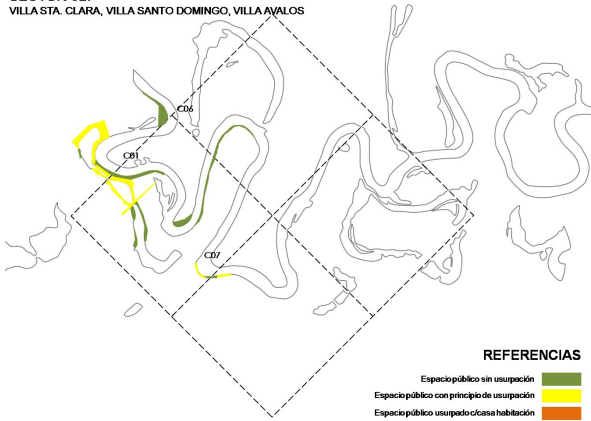 VILLA STA. CLARA, VILLA SANTO DOMINGO, VILLA AVALOS
C06
C01
C07
REFERENCIAS
Espacio público sin usurpación
Espacio público con principio de usurpación
Espacio público usurpado c/casa habitación